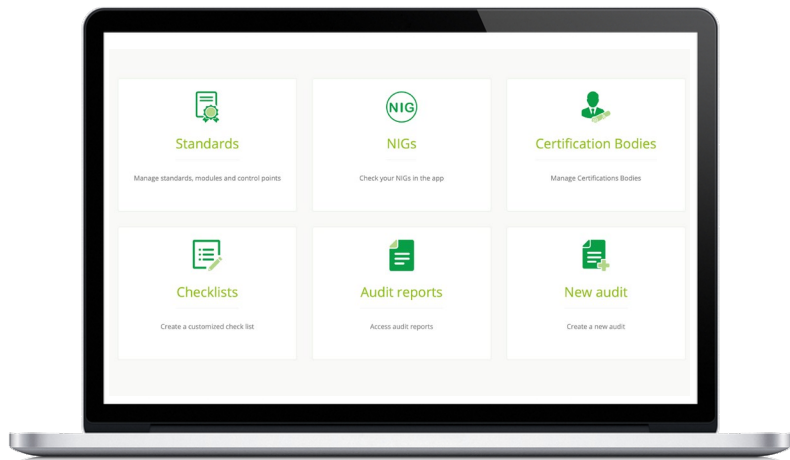 NIG
Standards
NIGs
Certification Bodies
Manage standards, modules and control points
Check your NIGs in the app
Manage Certifications Bodies
Checklists
Audit reports
New audit
Create a customized check list
Access audit reports
Create a new audit